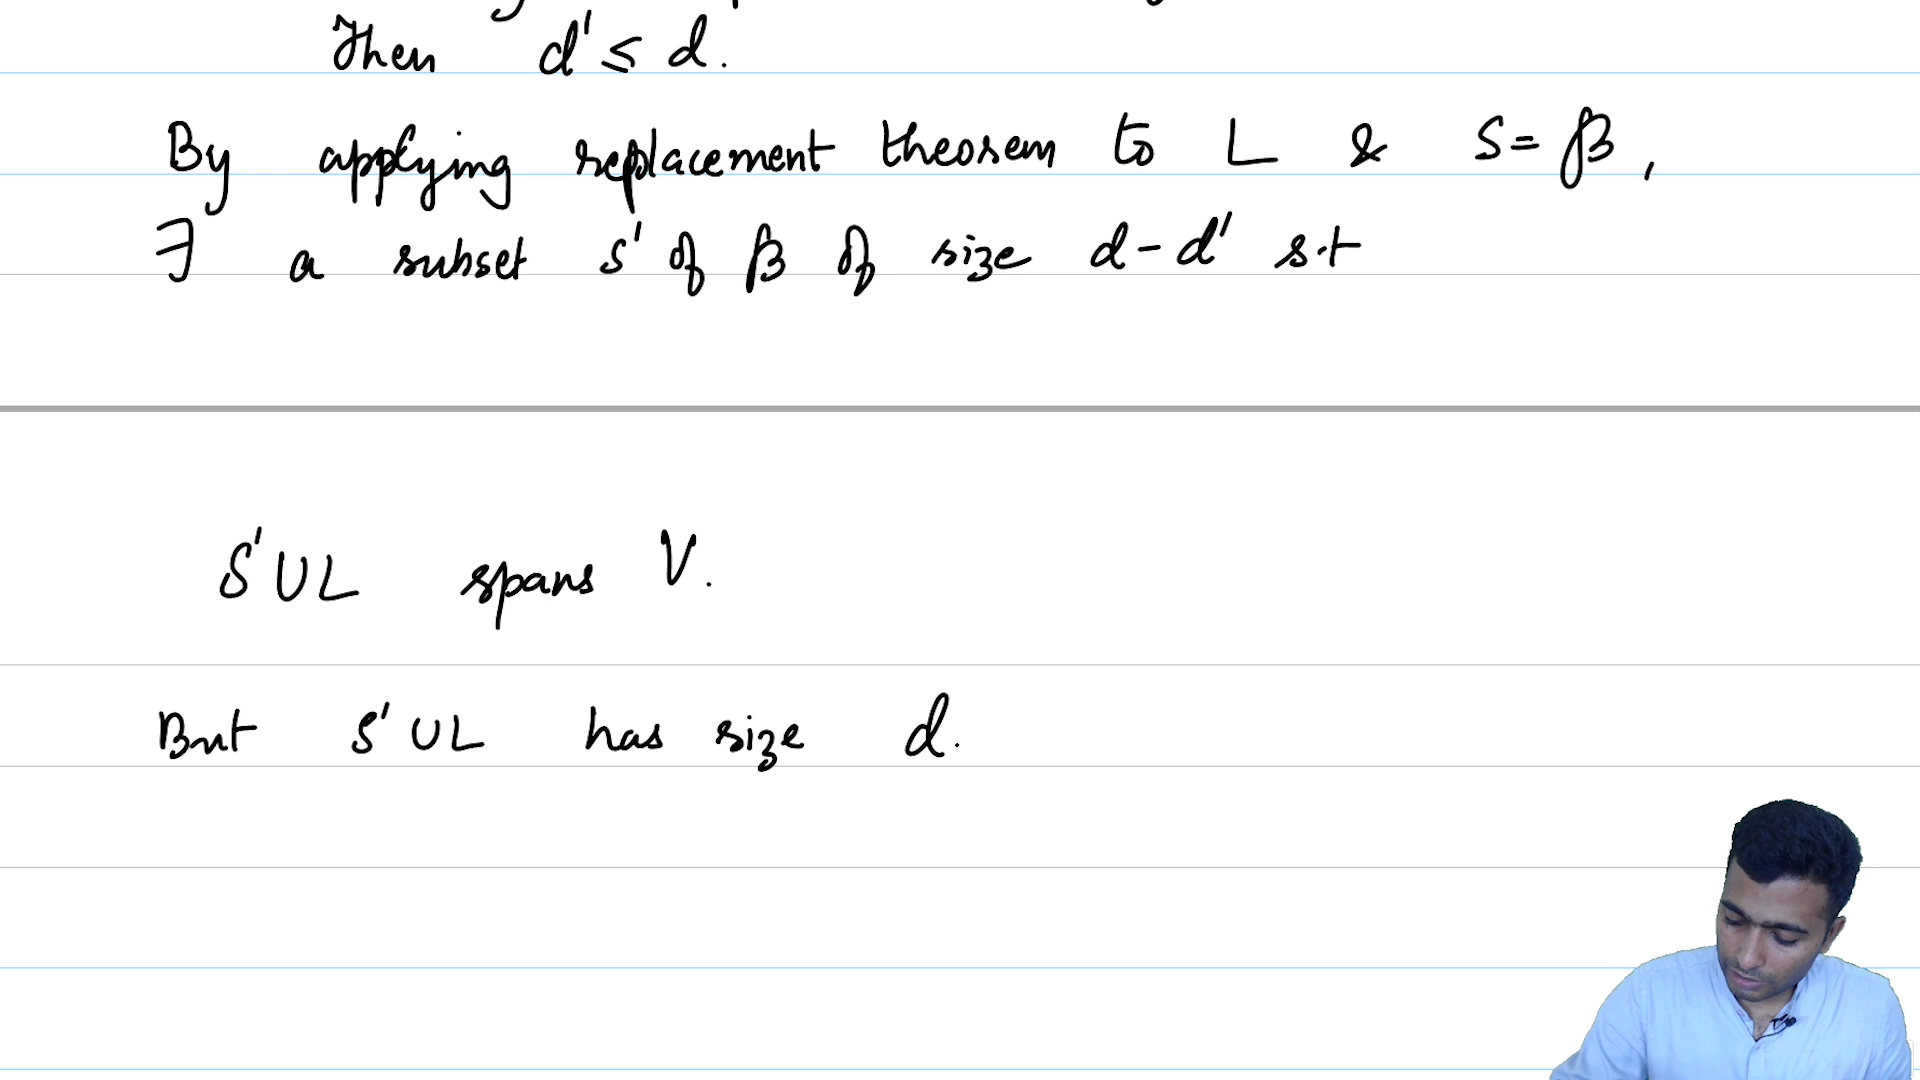 Then d' ≤ d.
By applying replacement theorem to L & S = β,
∃ a subset S' of β of size d - d' s.t
S' ∪ L spans V.
But S' ∪ L has size d.